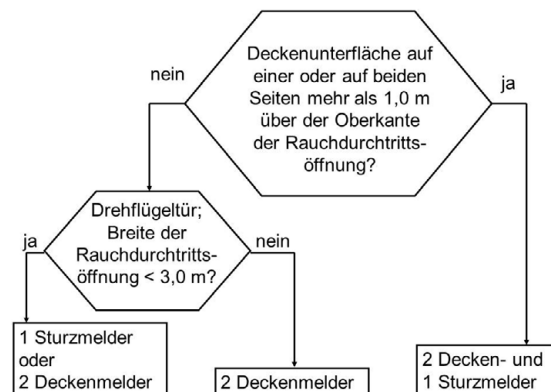 Deckenunterfläche auf
einer oder auf beiden
Seiten mehr als 1,0 m
über der Oberkante
der Rauchdurchtritts-
öffnung?
nein
ja
Drehflügeltür;
Breite der
Rauchdurchtritts-
öffnung < 3,0 m?
ja
nein
1 Sturzmelder
oder
2 Deckenmelder
2 Deckenmelder
2 Decken- und
1 Sturzmelder